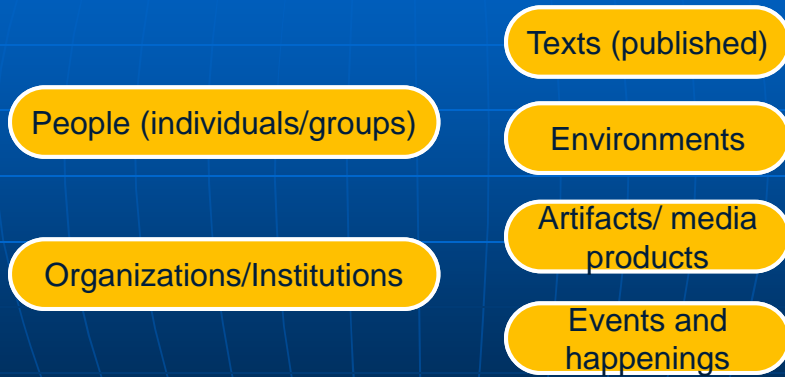 People (individuals/groups)
Organizations/Institutions
Texts (published)
Environments
Artifacts/ media
products
Events and
happenings